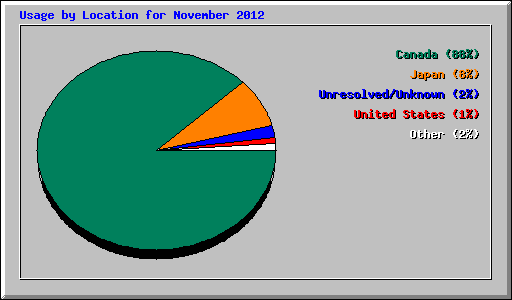 Usage by Location for November 2012
Canada (88%)
Japan (8%)
Unresolved/Unknown (2%)
United States (1%)
Other (2%)